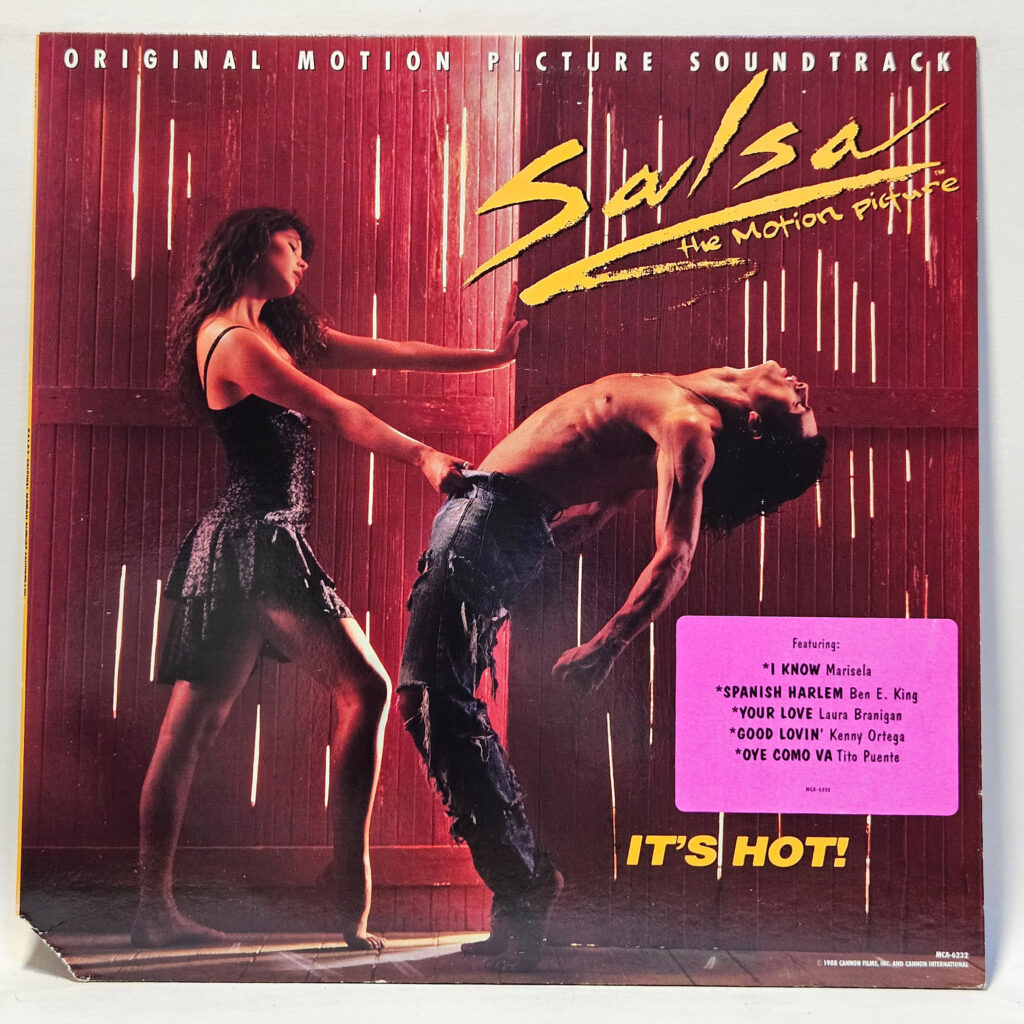 ORIGINAL MOTION PICTURE SOUNDTRACK
Salsa
the Motion Picture™
Featuring:
*I KNOW Marisela
*SPANISH HARLEM Ben E. King
*YOUR LOVE Laura Branigan
*GOOD LOVIN' Kenny Ortega
*OYE COMO VA Tito Puente
MCA-6232
IT'S HOT!
MCA-6232
© 1988 CANNON FILMS, INC. AND CANNON INTERNATIONAL